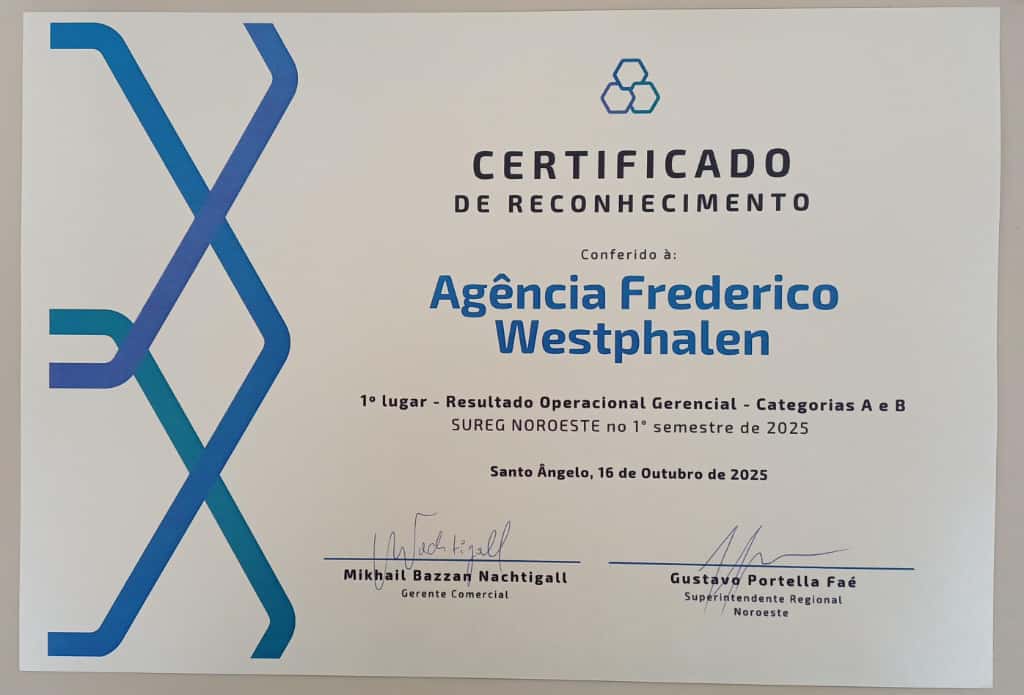 CERTIFICADO
DE RECONHECIMENTO
Conferido à:
Agência Frederico
Westphalen
1º lugar - Resultado Operacional Gerencial - Categorias A e B
SUREG NOROESTE no 1° semestre de 2025
Santo Ângelo, 16 de Outubro de 2025
Nachtigall
Mikhail Bazzan Nachtigall
Gerente Comercial
Gustavo Portella Faé
Superintendente Regional
Noroeste